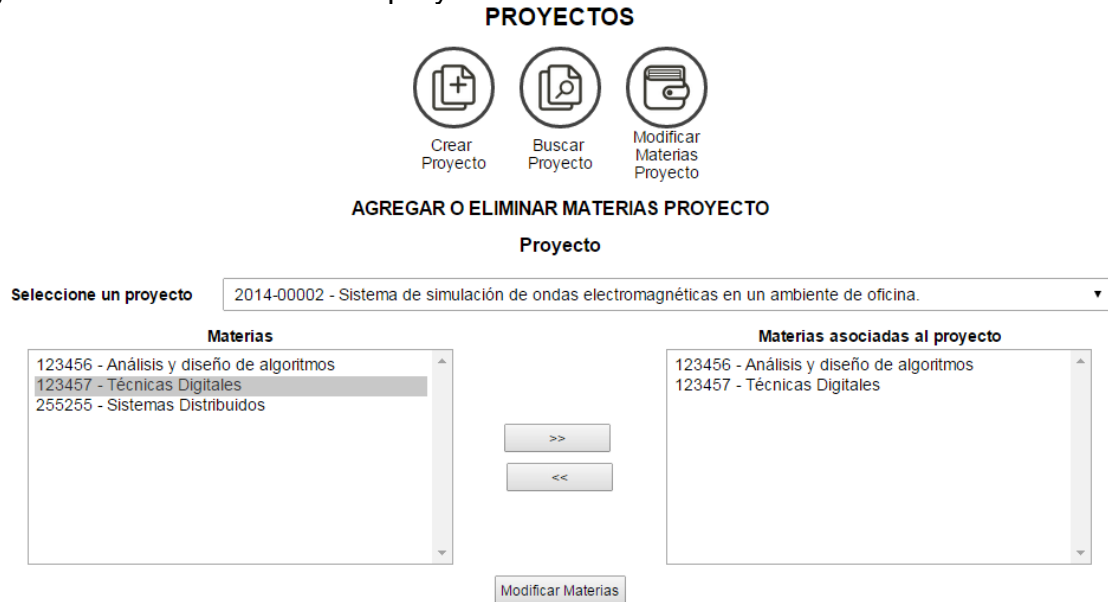 PROYECTOS
Crear
Proyecto
Buscar
Proyecto
Modificar
Materias
Proyecto
AGREGAR O ELIMINAR MATERIAS PROYECTO
Proyecto
Seleccione un proyecto 2014-00002 - Sistema de simulación de ondas electromagnéticas en un ambiente de oficina.
Materias
123456 - Análisis y diseño de algoritmos
123457 - Técnicas Digitales
255255 - Sistemas Distribuidos
>>
<<
Materias asociadas al proyecto
123456 - Análisis y diseño de algoritmos
123457 - Técnicas Digitales
Modificar Materias